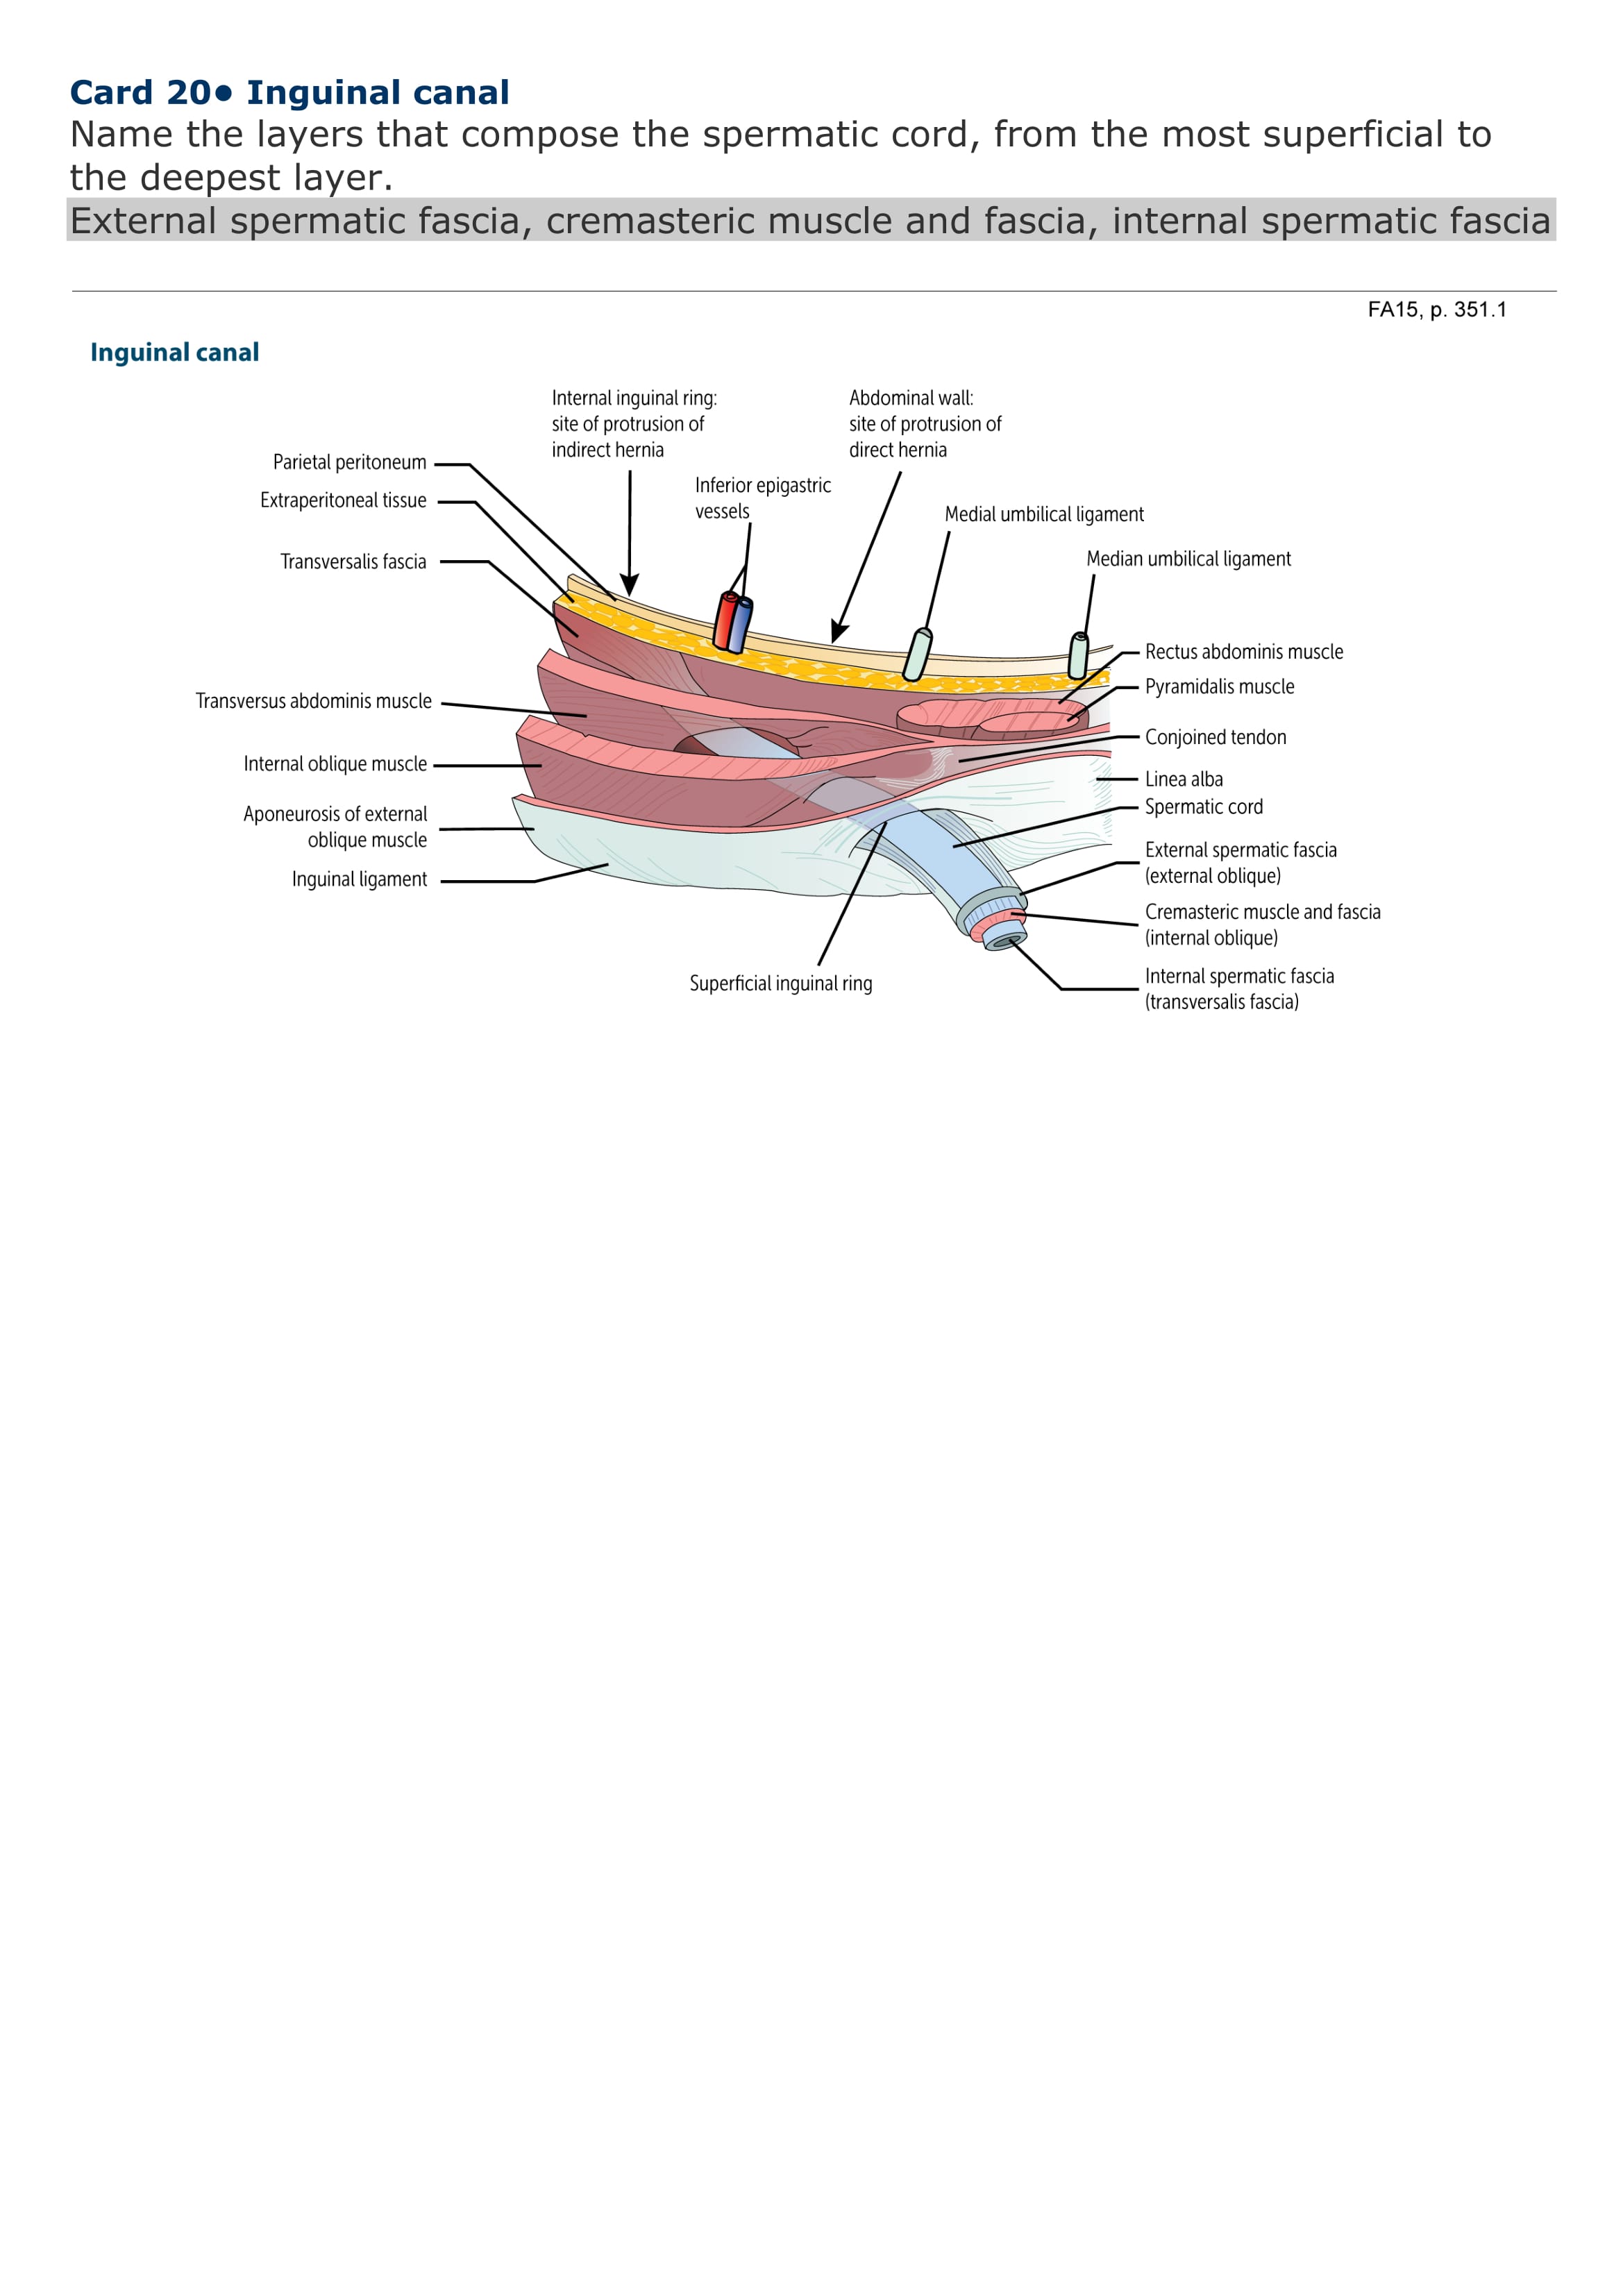 Card 20● Inguinal canal
Name the layers that compose the spermatic cord, from the most superficial to
the deepest layer.
External spermatic fascia, cremasteric muscle and fascia, internal spermatic fascia
FA15, p. 351.1
Inguinal canal
Internal inguinal ring:
site of protrusion of
indirect hernia
Abdominal wall:
site of protrusion of
direct hernia
Parietal peritoneum
Extraperitoneal tissue
Transversalis fascia
Inferior epigastric
vessels
Medial umbilical ligament
Median umbilical ligament
Transversus abdominis muscle
Internal oblique muscle
Aponeurosis of external
oblique muscle
Inguinal ligament
Rectus abdominis muscle
Pyramidalis muscle
Conjoined tendon
Linea alba
Spermatic cord
External spermatic fascia
(external oblique)
Cremasteric muscle and fascia
(internal oblique)
Internal spermatic fascia
(transversalis fascia)
Superficial inguinal ring